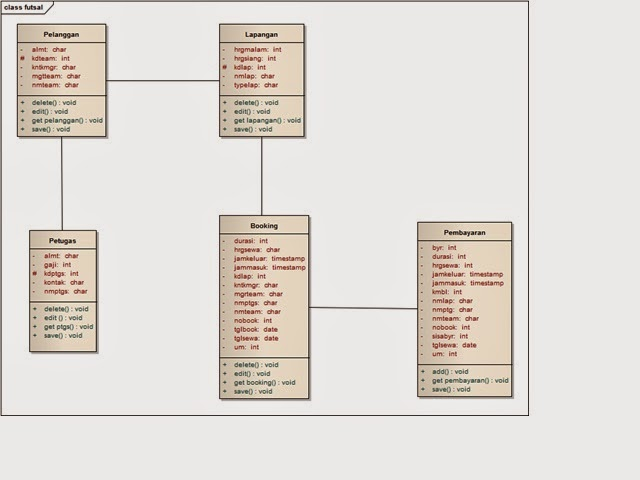 class futsal
Pelanggan
- almt: char
# kdteam: int
- kntkmgr: char
- mgtteam: char
- nmteam: char
+ delete() : void
+ edit() : void
+ get pelanggan() : void
+ save() : void
Lapangan
- hrgmalam: int
- hrgsiang: int
# kdlap: int
- nmlap: char
- typelap: char
+ delete() : void
+ edit() : void
+ get lapangan() : void
+ save() : void
Petugas
- almt: char
- gaji: int
# kdptgs: int
- kontak: char
- nmptgs: char
+ delete() : void
+ edit () : void
+ get ptgs() : void
+ save() : void
Booking
- durasi: int
- hrgsewa: char
- jamkeluar: timestamp
- jammasuk: timestamp
- kdlap: int
- kntkmgr: char
- mgrteam: char
- nmptgs: char
- nmteam: char
- nobook: int
- tglbook: date
- tglsewa: date
- um: int
+ delete() : void
+ edit() : void
+ get booking() : void
+ save() : void
Pembayaran
- byr: int
- durasi: int
- hrgsewa: int
- jamkeluar: timestamp
- jammasuk: timestamp
- kmbl: int
- nmlap: char
- nmptg: char
- nmteam: char
- nobook: int
- sisabyr: int
- tglsewa: date
- um: int
+ add() : void
+ get pembayaran() : void
+ save() : void